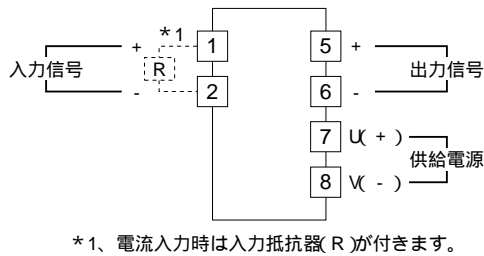 *1
+ 1 5 +
入力信号 R 出力信号
- 2 6 -
7 U( + )
供給電源
8 V( - )
*1、電流入力時は入力抵抗器( R )が付きます。